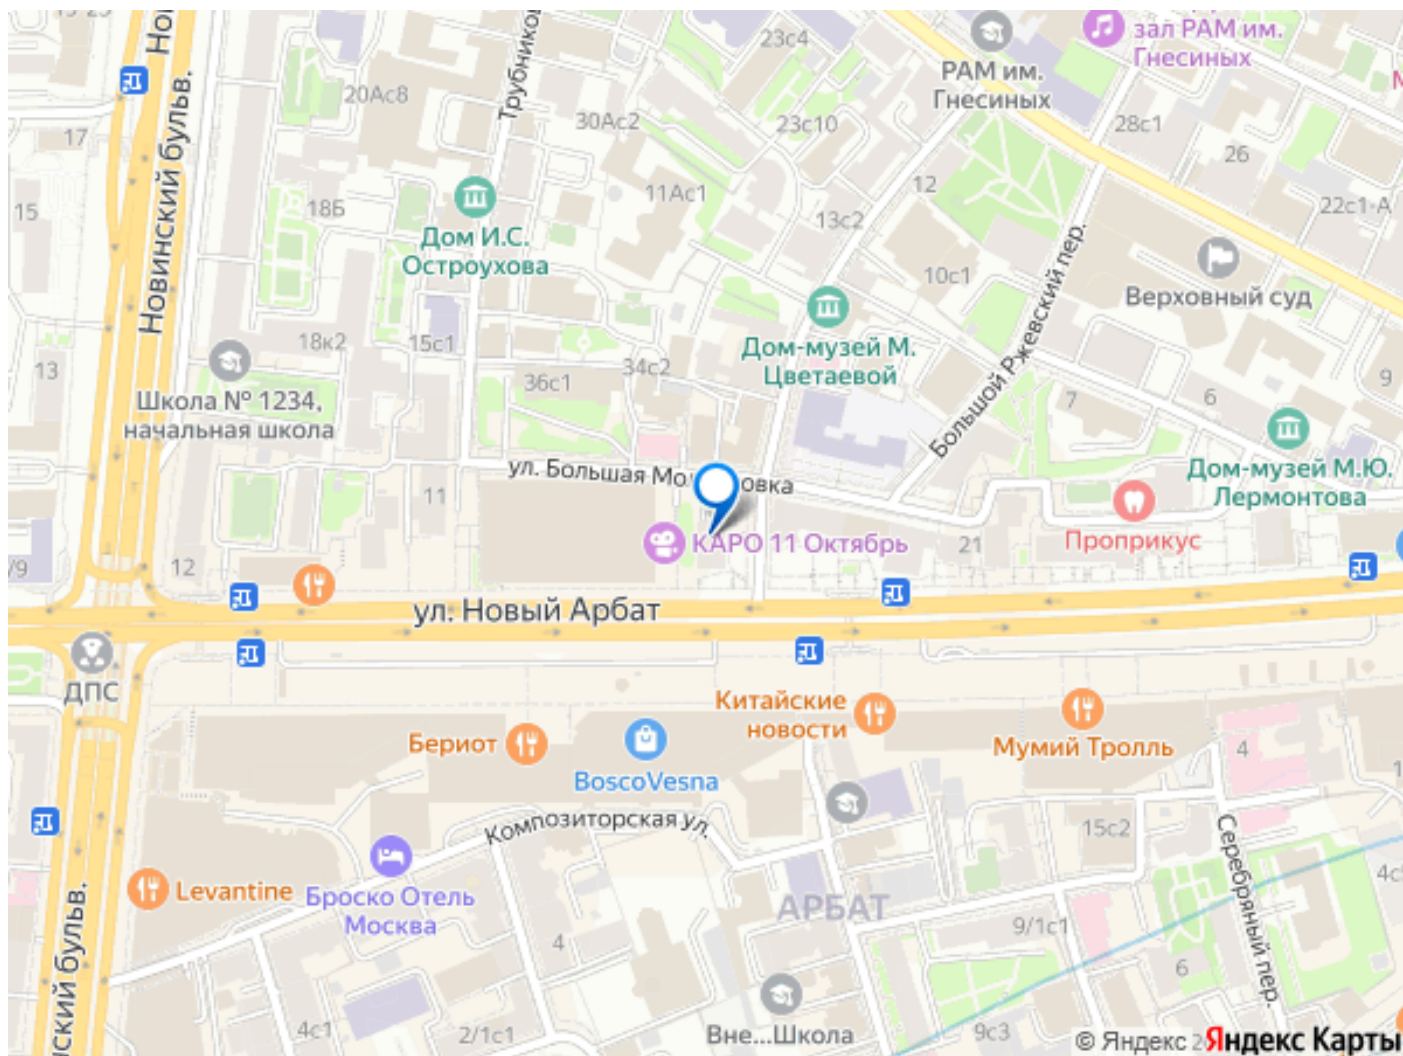 23с4
зал РАМ им.
Гнесиных
РАМ им.
Гнесиных
20Ас8
30Ас2
23с10
28с1
26
17
Новинский бульв.
18Б
11Ас1
12
13с2
22с1-А
15
Дом И.С.
Остроухова
10с1
Верховный суд
Большой Ржевский пер.
18к2
15с1
34с2
36с1
Дом-музей М.
Цветаевой
13
7
6
9
Школа № 1234,
начальная школа
Дом-музей М.Ю.
Лермонтова
ул. Большая
11
КАРО 11 Октябрь
21
Проприкус
/9
12
ул. Новый Арбат
ДПС
Китайские
новости
Бериот
Мумий Тролль
4
BoscoVesna
Композиторская ул.
15с2
Серебряный пер.
Levantine
Броско Отель
Москва
АРБАТ
4
9/1с1
6
4с1
2/1с1
Вне...Школа
9с3
© Яндекс
Яндекс Карты